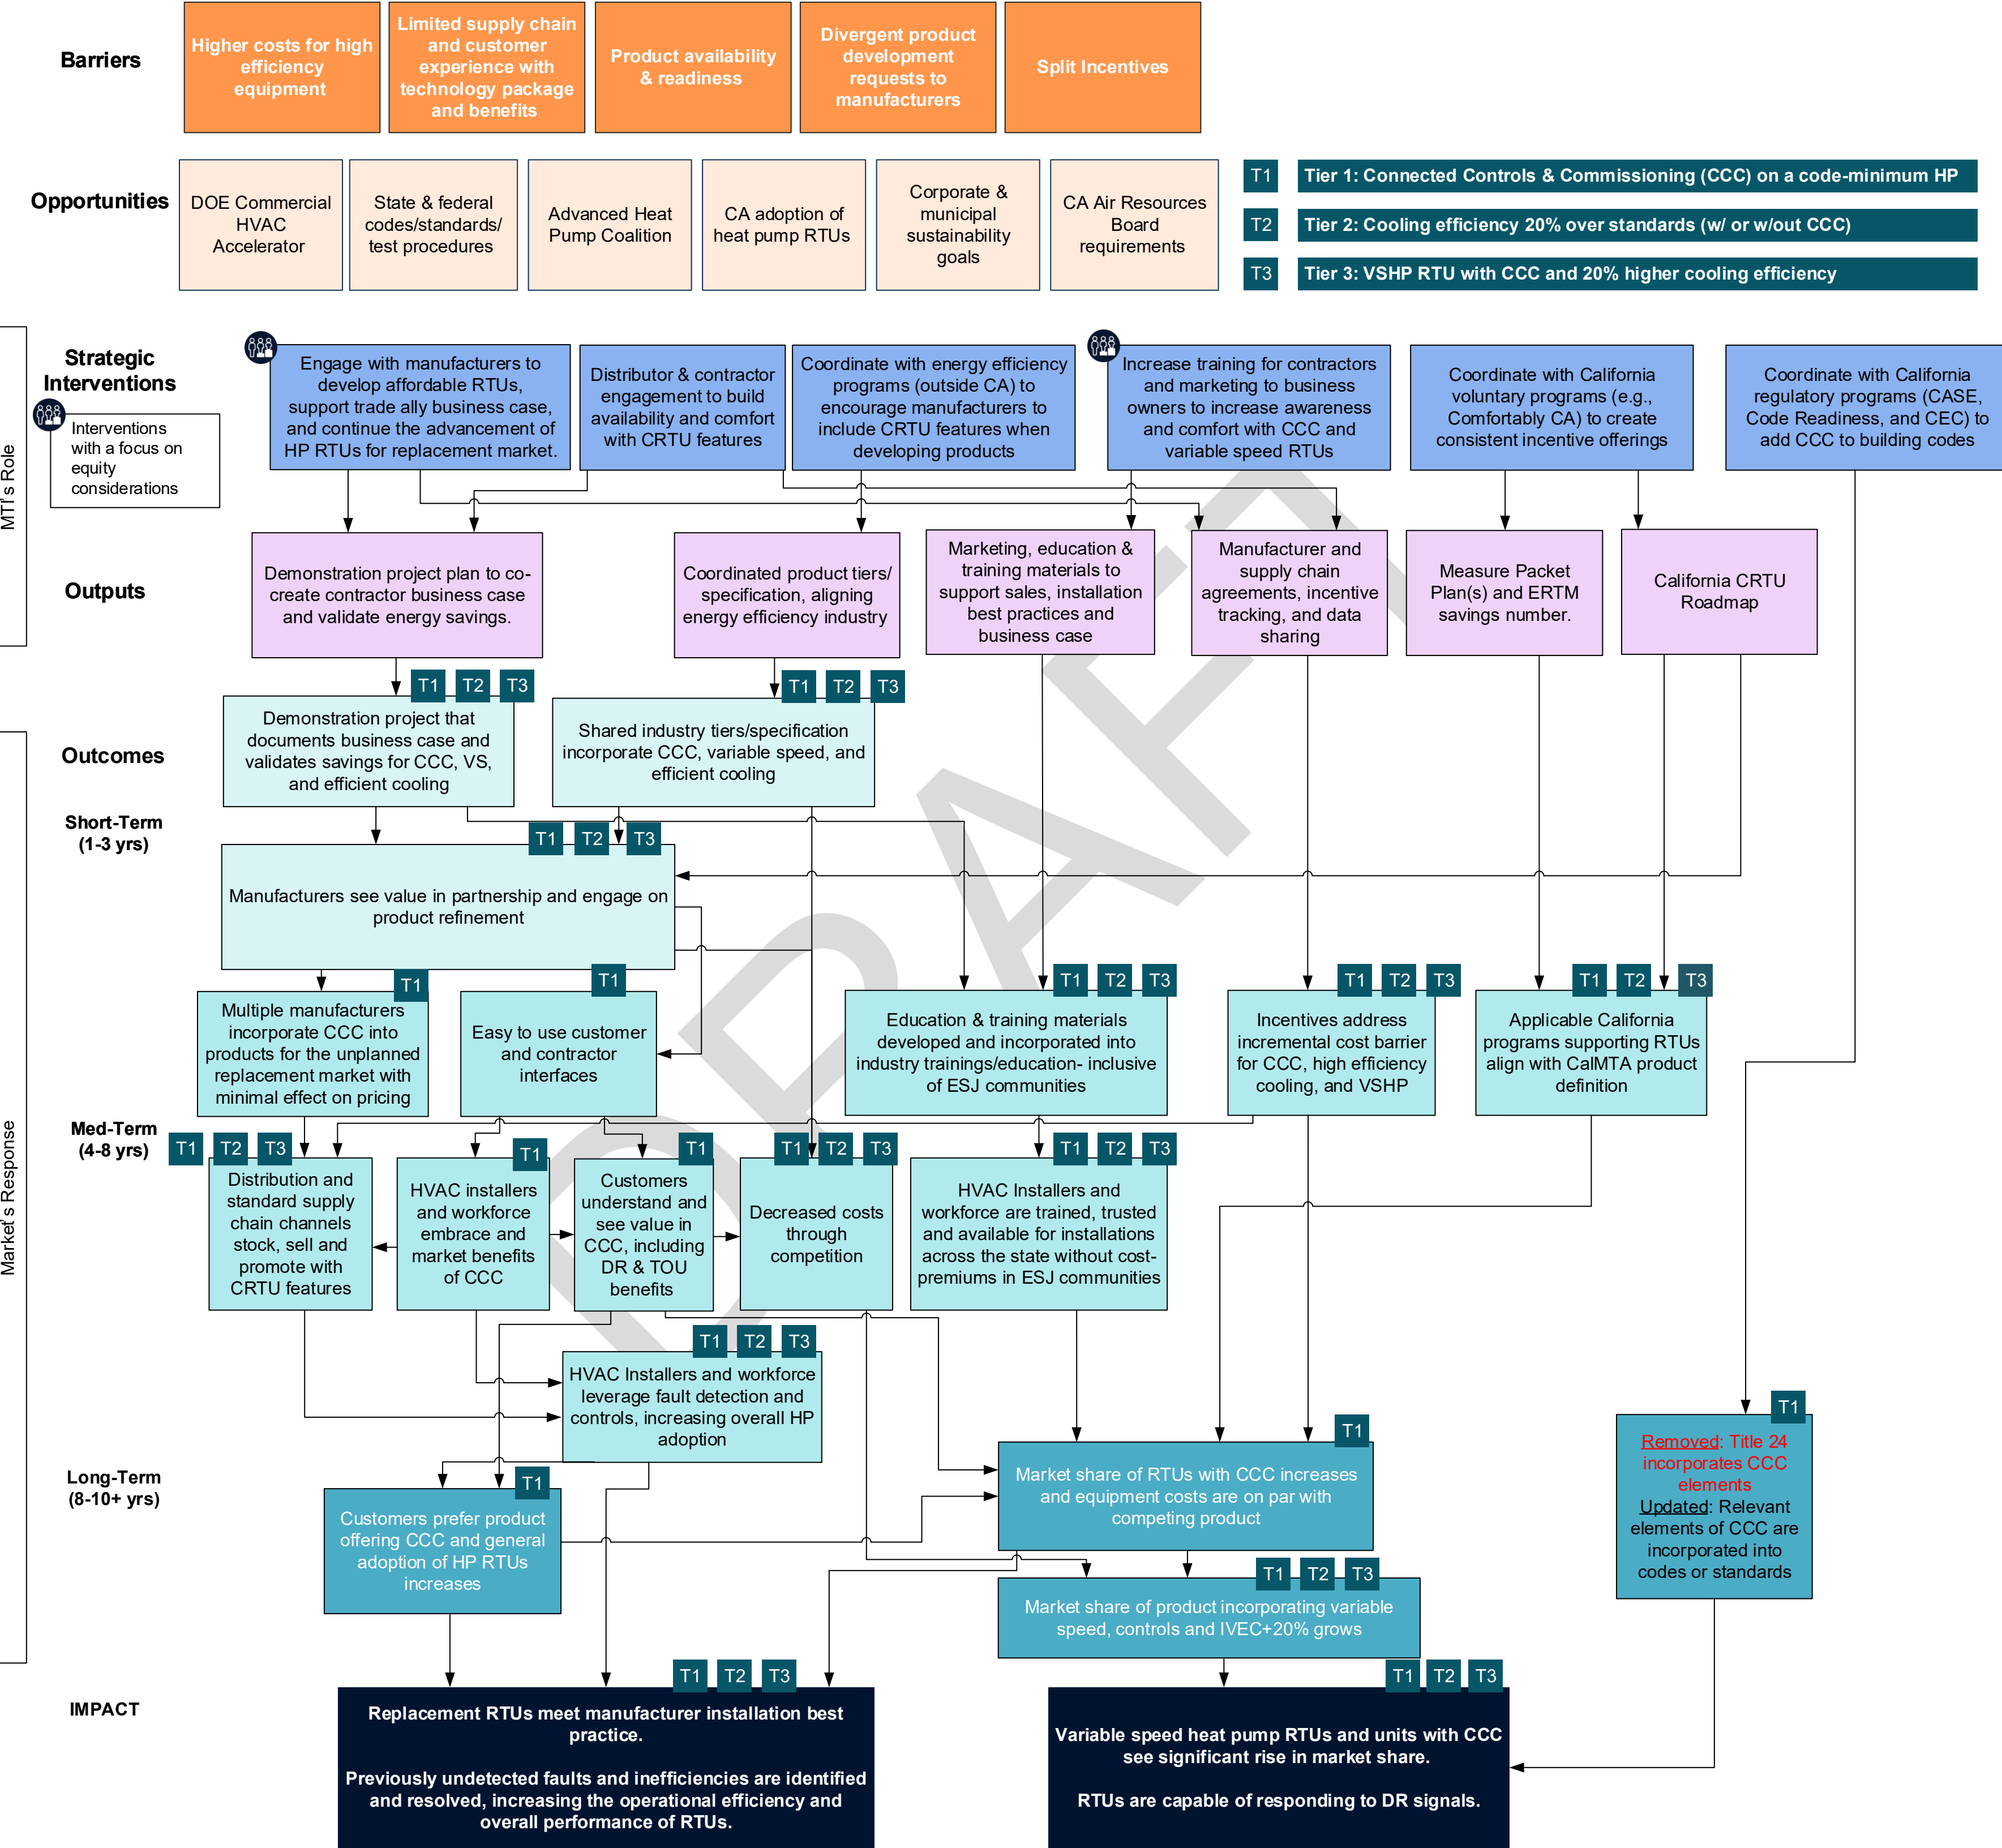 Barriers
Higher costs for high
efficiency
equipment
Limited supply chain
and customer
experience with
technology package
and benefits
Product availability
& readiness
Divergent product
development
requests to
manufacturers
Split Incentives
Opportunities
DOE Commercial
HVAC
Accelerator
State & federal
codes/standards/
test procedures
Advanced Heat
Pump Coalition
CA adoption of
heat pump RTUs
Corporate &
municipal
sustainability
goals
CA Air Resources
Board
requirements
T1
Tier 1: Connected Controls & Commissioning (CCC) on a code-minimum HP
T2
Tier 2: Cooling efficiency 20% over standards (w/ or w/out CCC)
T3
Tier 3: VSHP RTU with CCC and 20% higher cooling efficiency
MTI's Role
Strategic
Interventions
Interventions
with a focus on
equity
considerations
Engage with manufacturers to
develop affordable RTUs,
support trade ally business case,
and continue the advancement of
HP RTUs for replacement market.
Distributor & contractor
engagement to build
availability and comfort
with CRTU features
Coordinate with energy efficiency
programs (outside CA) to
encourage manufacturers to
include CRTU features when
developing products
Increase training for contractors
and marketing to business
owners to increase awareness
and comfort with CCC and
variable speed RTUs
Coordinate with California
voluntary programs (e.g.,
Comfortably CA) to create
consistent incentive offerings
Coordinate with California
regulatory programs (CASE,
Code Readiness, and CEC) to
add CCC to building codes
Outputs
Demonstration project plan to co-
create contractor business case
and validate energy savings.
Coordinated product tiers/
specification, aligning
energy efficiency industry
Marketing, education &
training materials to
support sales, installation
best practices and
business case
Manufacturer and
supply chain
agreements, incentive
tracking, and data
sharing
Measure Packet
Plan(s) and ERTM
savings number.
California CRTU
Roadmap
DRAFT
Market's Response
Outcomes
T1 T2 T3
Demonstration project that
documents business case and
validates savings for CCC, VS,
and efficient cooling
T1 T2 T3
Shared industry tiers/specification
incorporate CCC, variable speed, and
efficient cooling
Short-Term
(1-3 yrs)
T1 T2 T3
Manufacturers see value in partnership and engage on
product refinement
T1
Multiple manufacturers
incorporate CCC into
products for the unplanned
replacement market with
minimal effect on pricing
T1
Easy to use customer
and contractor
interfaces
T1 T2 T3
Education & training materials
developed and incorporated into
industry trainings/education- inclusive
of ESJ communities
T1 T2 T3
Incentives address
incremental cost barrier
for CCC, high efficiency
cooling, and VSHP
T1 T2 T3
Applicable California
programs supporting RTUs
align with CalMTA product
definition
Med-Term
(4-8 yrs)
T1 T2 T3
Distribution and
standard supply
chain channels
stock, sell and
promote with
CRTU features
T1
HVAC installers
and workforce
embrace and
market benefits
of CCC
T1
Customers
understand and
see value in
CCC, including
DR & TOU
benefits
T1 T2 T3
Decreased costs
through
competition
T1 T2 T3
HVAC Installers and
workforce are trained, trusted
and available for installations
across the state without cost-
premiums in ESJ communities
T1 T2 T3
HVAC Installers and workforce
leverage fault detection and
controls, increasing overall HP
adoption
Long-Term
(8-10+ yrs)
T1
Customers prefer product
offering CCC and general
adoption of HP RTUs
increases
T1
Market share of RTUs with CCC increases
and equipment costs are on par with
competing product
T1 T2 T3
Market share of product incorporating variable
speed, controls and IVEC+20% grows
T1
Removed: Title 24
incorporates CCC
elements
Updated: Relevant
elements of CCC are
incorporated into
codes or standards
IMPACT
T1 T2 T3
Replacement RTUs meet manufacturer installation best
practice.
Previously undetected faults and inefficiencies are identified
and resolved, increasing the operational efficiency and
overall performance of RTUs.
T1 T2 T3
Variable speed heat pump RTUs and units with CCC
see significant rise in market share.
RTUs are capable of responding to DR signals.